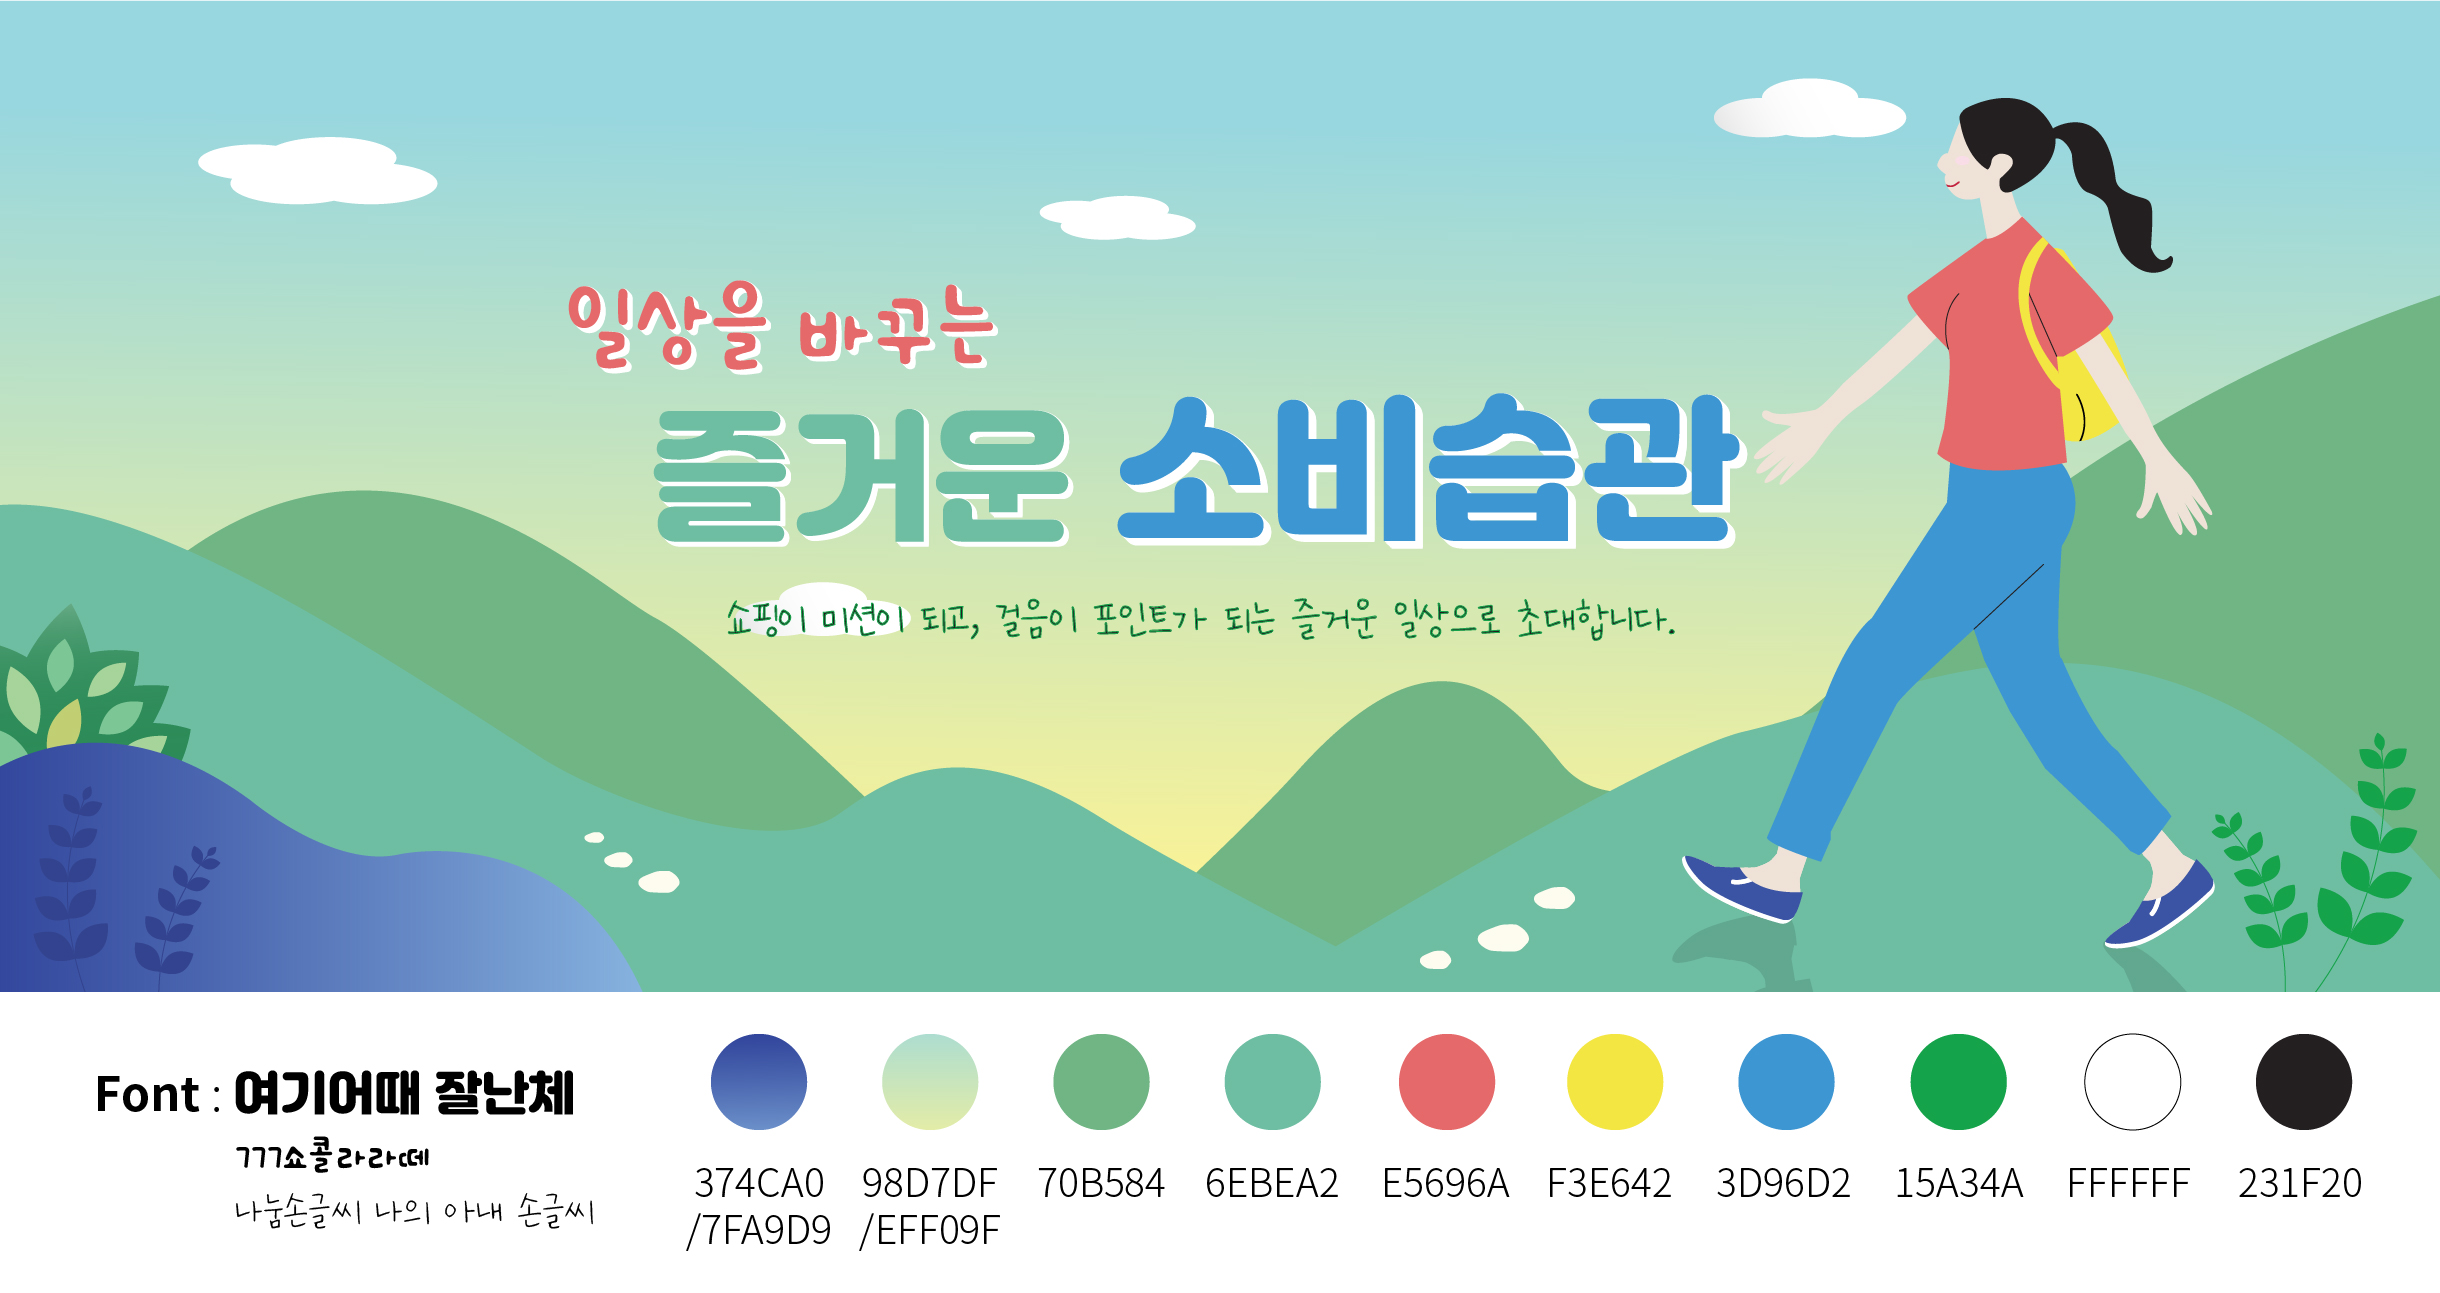 일상을 바꾸는
즐거운 소비습관
쇼핑이 미션이 되고, 걸음이 포인트가 되는 즐거운 일상으로 초대합니다.
Font : 여기어때 잘난체
ㄱㄱㄱ쇼콜라라떼
나눔손글씨 나의 아내 손글씨
374CA0 98D7DF 70B584 6EBEA2 E5696A F3E642 3D96D2 15A34A FFFFFF 231F20
/7FA9D9 /EFF09F